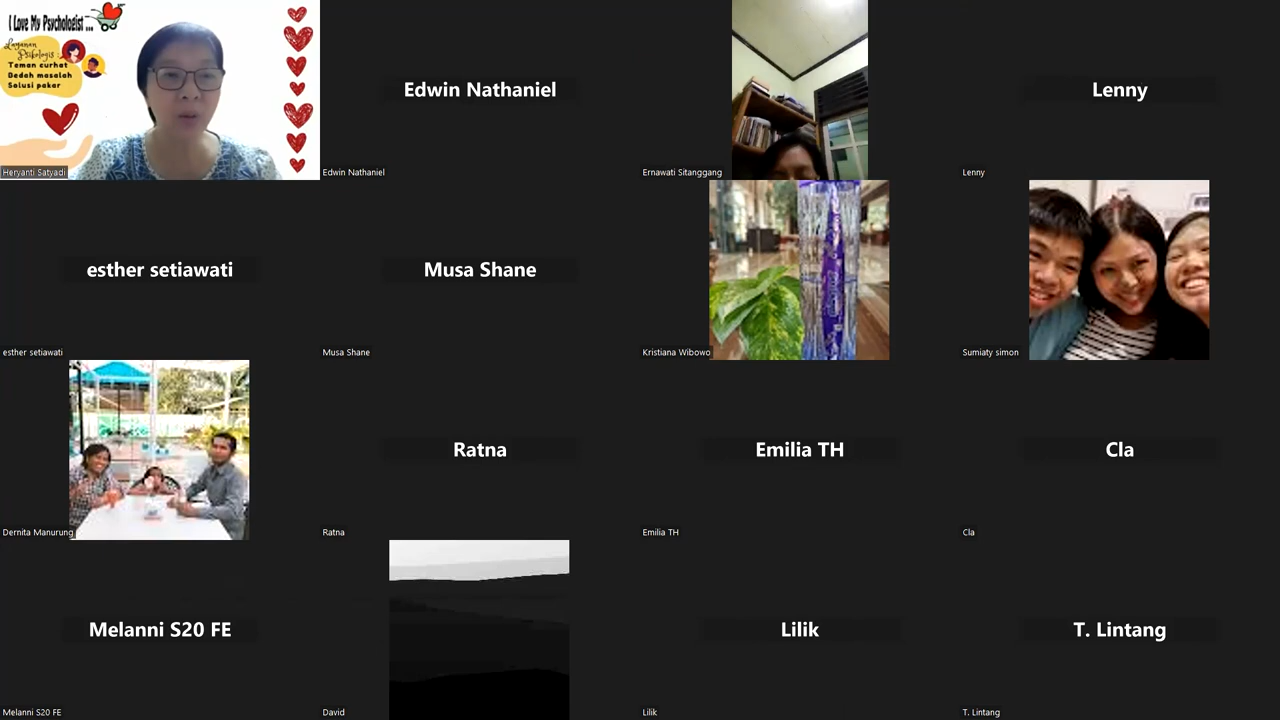 I Love My Psychologist ...
Layanan
Psikologis
Teman curhat
Bedah masalah
Solusi pakar
Heryanti Satyadi
Edwin Nathaniel
Edwin Nathaniel
Ernawati Sitanggang
Lenny
Lenny
esther setiawati
esther setiawati
Musa Shane
Musa Shane
Kristiana Wibowo
Sumiaty simon
Dernita Manurung
Ratna
Ratna
Emilia TH
Emilia TH
Cla
Cla
Melanni S20 FE
Melanni S20 FE
David
Lilik
Lilik
T. Lintang
T. Lintang